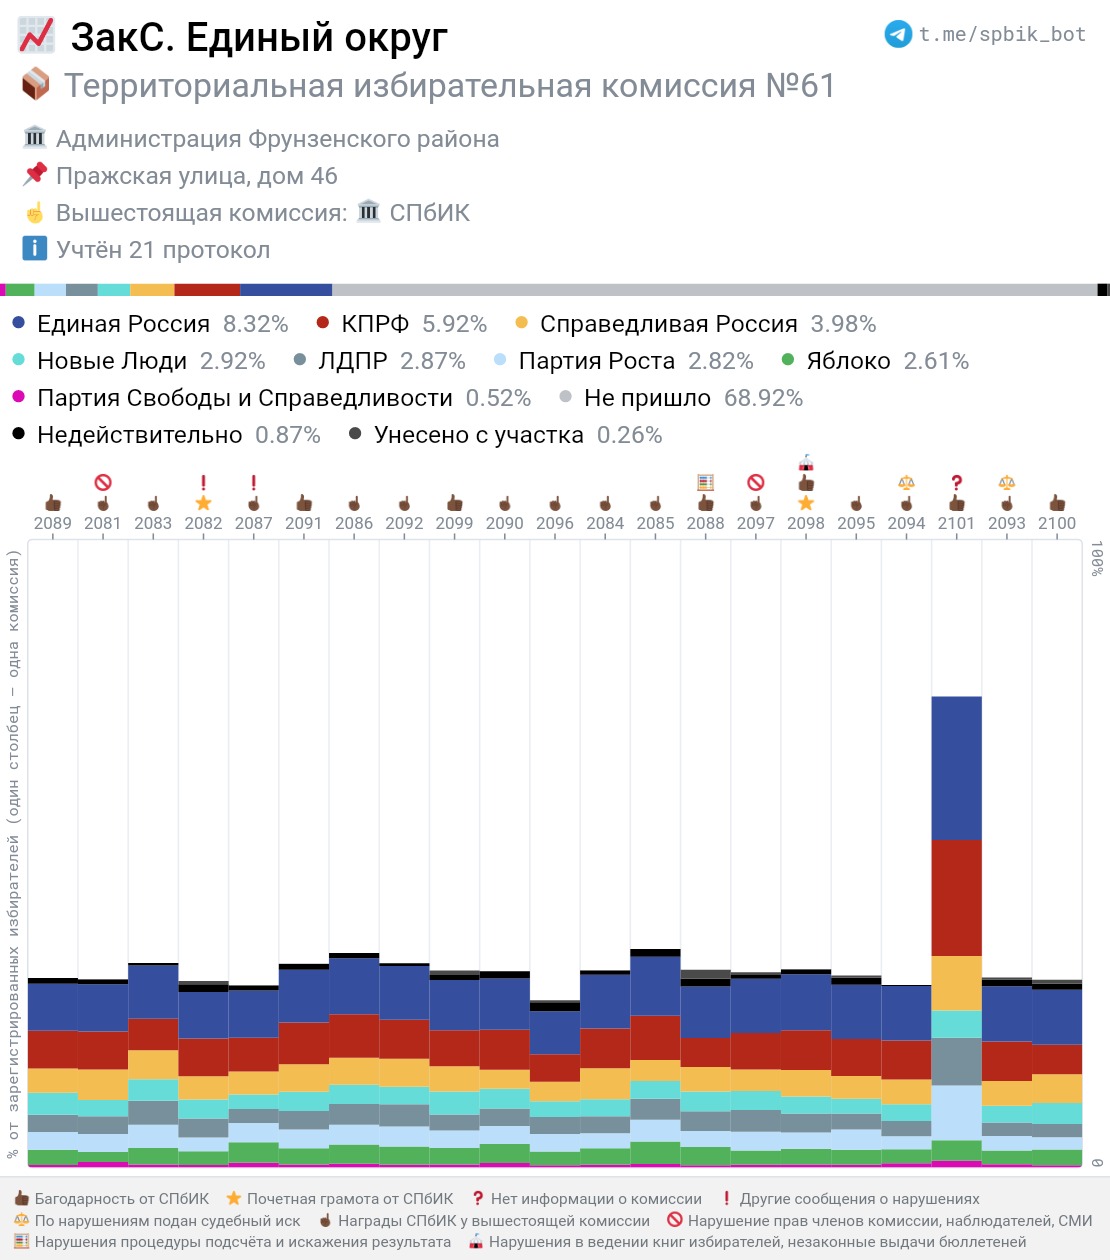 ЗакС. Единый округ
t.me/spbik_bot
Территориальная избирательная комиссия №61
Администрация Фрунзенского района
Пражская улица, дом 46
Вышестоящая комиссия: СПбИК
Учтён 21 протокол
Единая Россия 8.32% КПРФ 5.92% Справедливая Россия 3.98%
Новые Люди 2.92% ЛДПР 2.87% Партия Роста 2.82% Яблоко 2.61%
Партия Свободы и Справедливости 0.52% Не пришло 68.92%
Недействительно 0.87% Унесено с участка 0.26%
2089 2081 2083 2082 2087 2091 2086 2092 2099 2090 2096 2084 2085 2088 2097 2098 2095 2094 2101 2093 2100
% от зарегистрированных избирателей (один столбец – одна комиссия)
100%
0
Багодарность от СПбИК Почетная грамота от СПбИК Нет информации о комиссии Другие сообщения о нарушениях
По нарушениям подан судебный иск Награды СПбИК у вышестоящей комиссии Нарушение прав членов комиссии, наблюдателей, СМИ
Нарушения процедуры подсчёта и искажения результата Нарушения в ведении книг избирателей, незаконные выдачи бюллетеней